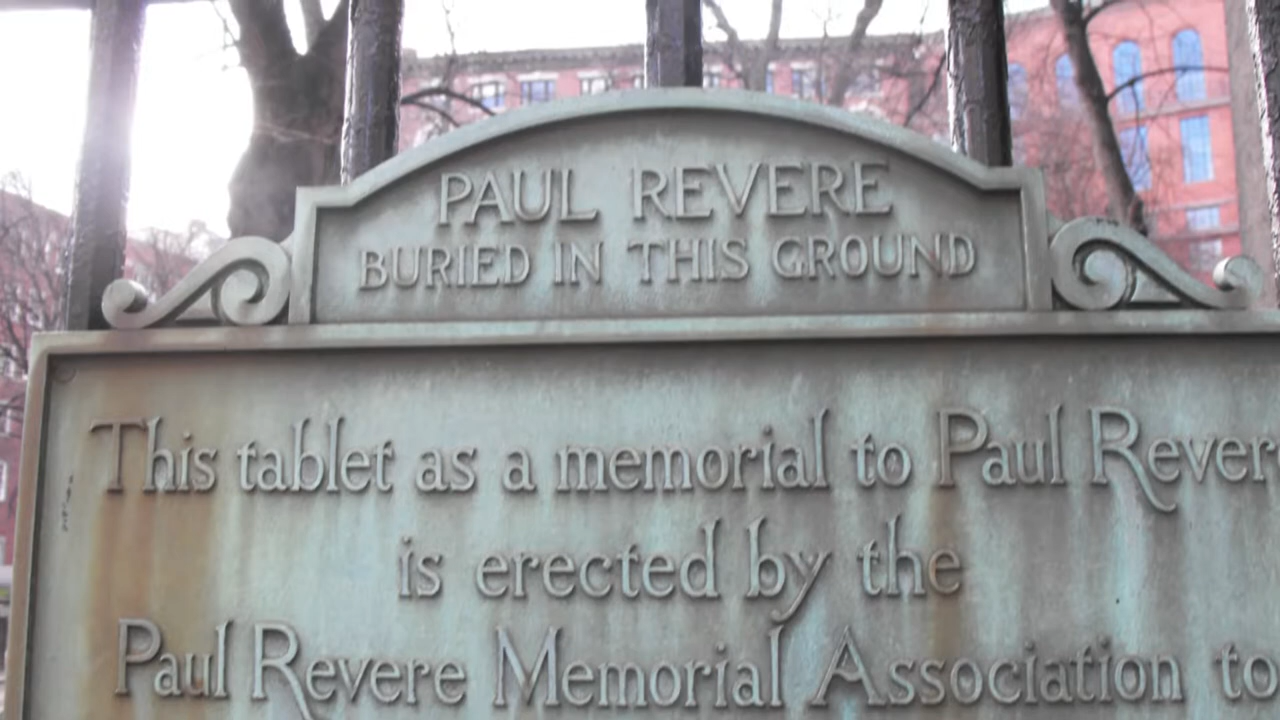 PAUL REVERE
BURIED IN THIS GROUND
This tablet as a memorial to Paul Rever
is erected by the
Paul Revere Memorial Association to